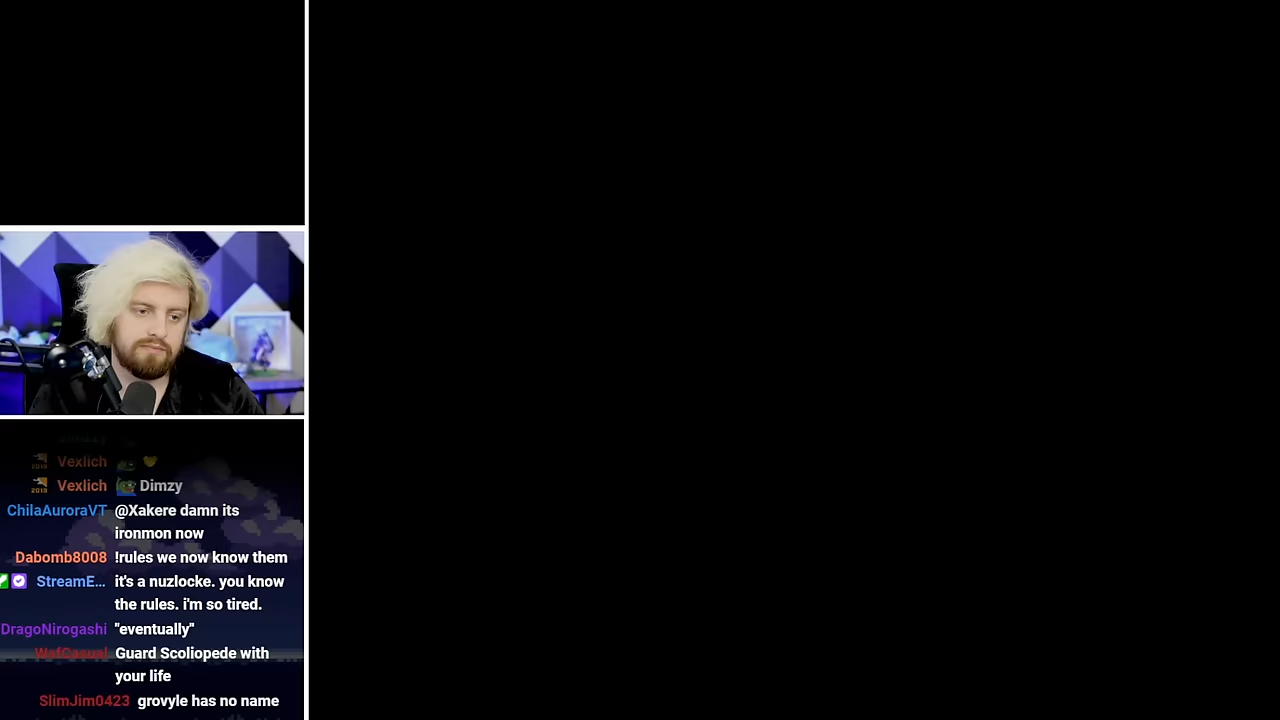 Vexlich
Vexlich Dimzy
ChilaAuroraVT @Xakere damn its
ironmon now
Dabomb8008 !rules we now know them
StreamE... it's a nuzlocke. you know
the rules. i'm so tired.
DragoNirogashi "eventually"
WafCasual Guard Scoliopede with
your life
SlimJim0423 grovyle has no name